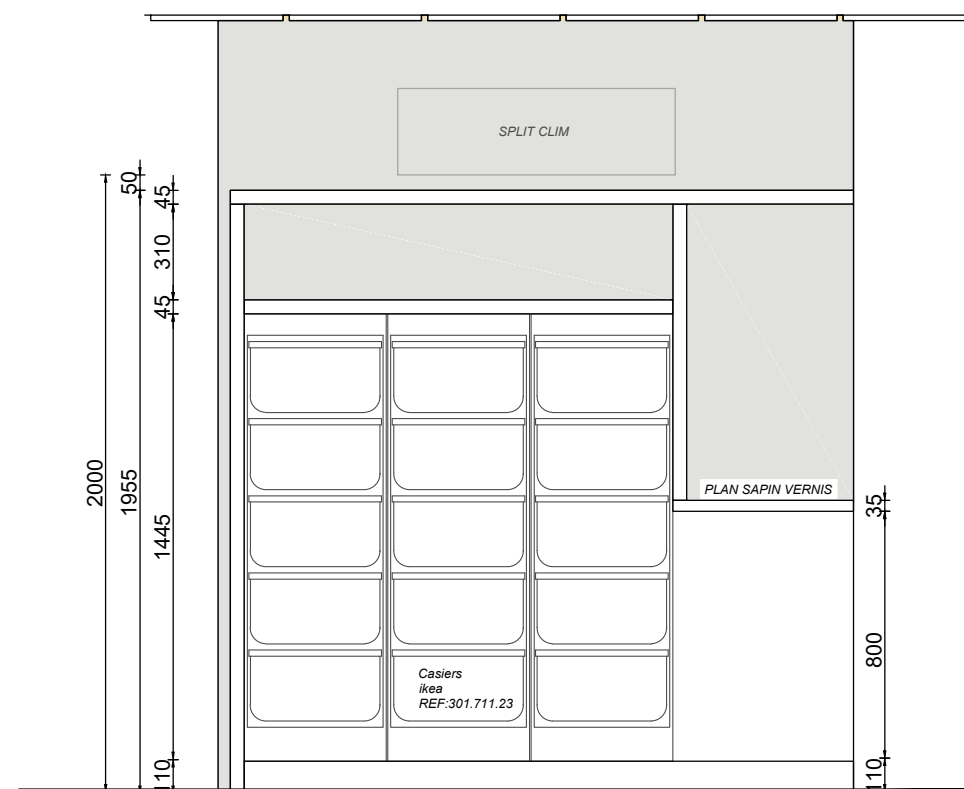 SPLIT CLIM
50
45
310
45
2000
1955
1445
110
PLAN SAPIN VERNIS
35
800
110
Casiers
ikea
REF:301.711.23